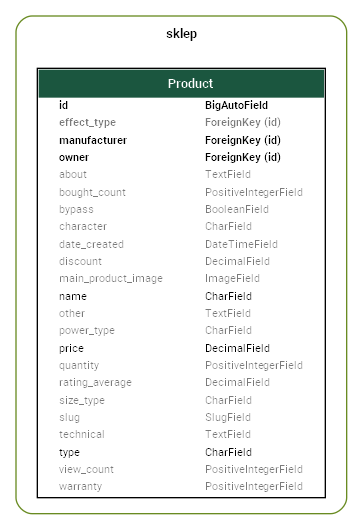 sklep
Product
id BigAutoField
effect_type ForeignKey (id)
manufacturer ForeignKey (id)
owner ForeignKey (id)
about TextField
bought_count PositiveIntegerField
bypass BooleanField
character CharField
date_created DateTimeField
discount DecimalField
main_product_image ImageField
name CharField
other TextField
power_type CharField
price DecimalField
quantity PositiveIntegerField
rating_average DecimalField
size_type CharField
slug SlugField
technical TextField
type CharField
view_count PositiveIntegerField
warranty PositiveIntegerField